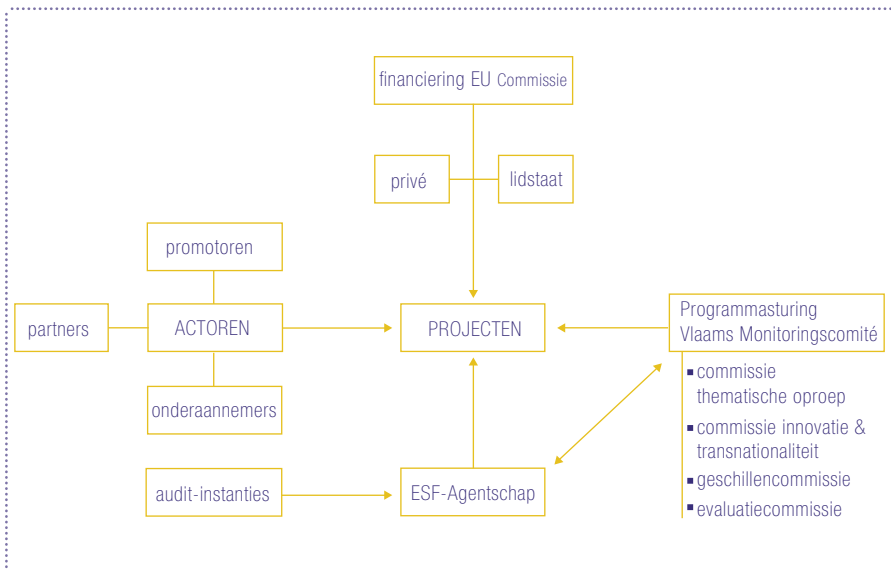 financiering EU Commissie
privé
lidstaat
promotoren
partners
ACTOREN
PROJECTEN
Programmasturing
Vlaams Monitoringscomité
onderaannemers
▪ commissie
thematische oproep
▪ commissie innovatie &
transnationaliteit
▪ geschillencommissie
▪ evaluatiecommissie
audit-instanties
ESF-Agentschap